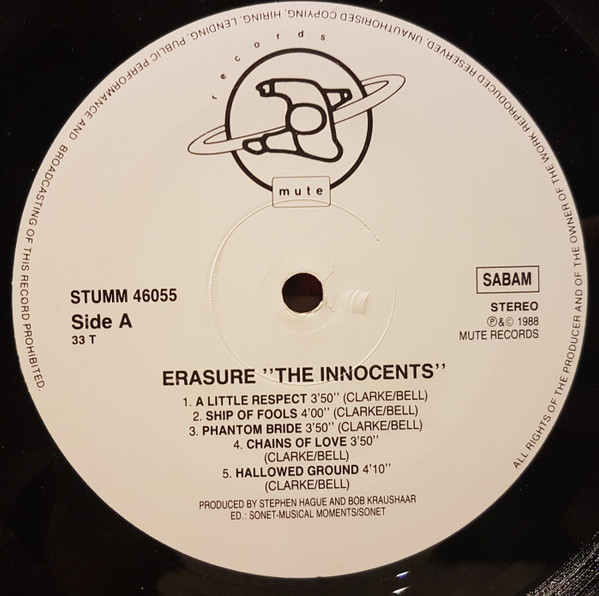 ALL RIGHTS OF THE PRODUCER AND OF THE OWNER OF THE WORK REPRODUCED RESERVED. UNAUTHORISED COPYING, HIRING, LENDING, PUBLIC PERFORMANCE AND BROADCASTING OF THIS RECORD PROHIBITED.
records
mute
STUMM 46055
Side A
33 T
SABAM
STEREO
℗&© 1988
MUTE RECORDS
ERASURE ''THE INNOCENTS''
1. A LITTLE RESPECT 3'50'' (CLARKE/BELL)
2. SHIP OF FOOLS 4'00'' (CLARKE/BELL)
3. PHANTOM BRIDE 3'50'' (CLARKE/BELL)
4. CHAINS OF LOVE 3'50''
(CLARKE/BELL)
5. HALLOWED GROUND 4'10''
(CLARKE/BELL)
PRODUCED BY STEPHEN HAGUE AND BOB KRAUSHAAR
ED.: SONET-MUSICAL MOMENTS/SONET